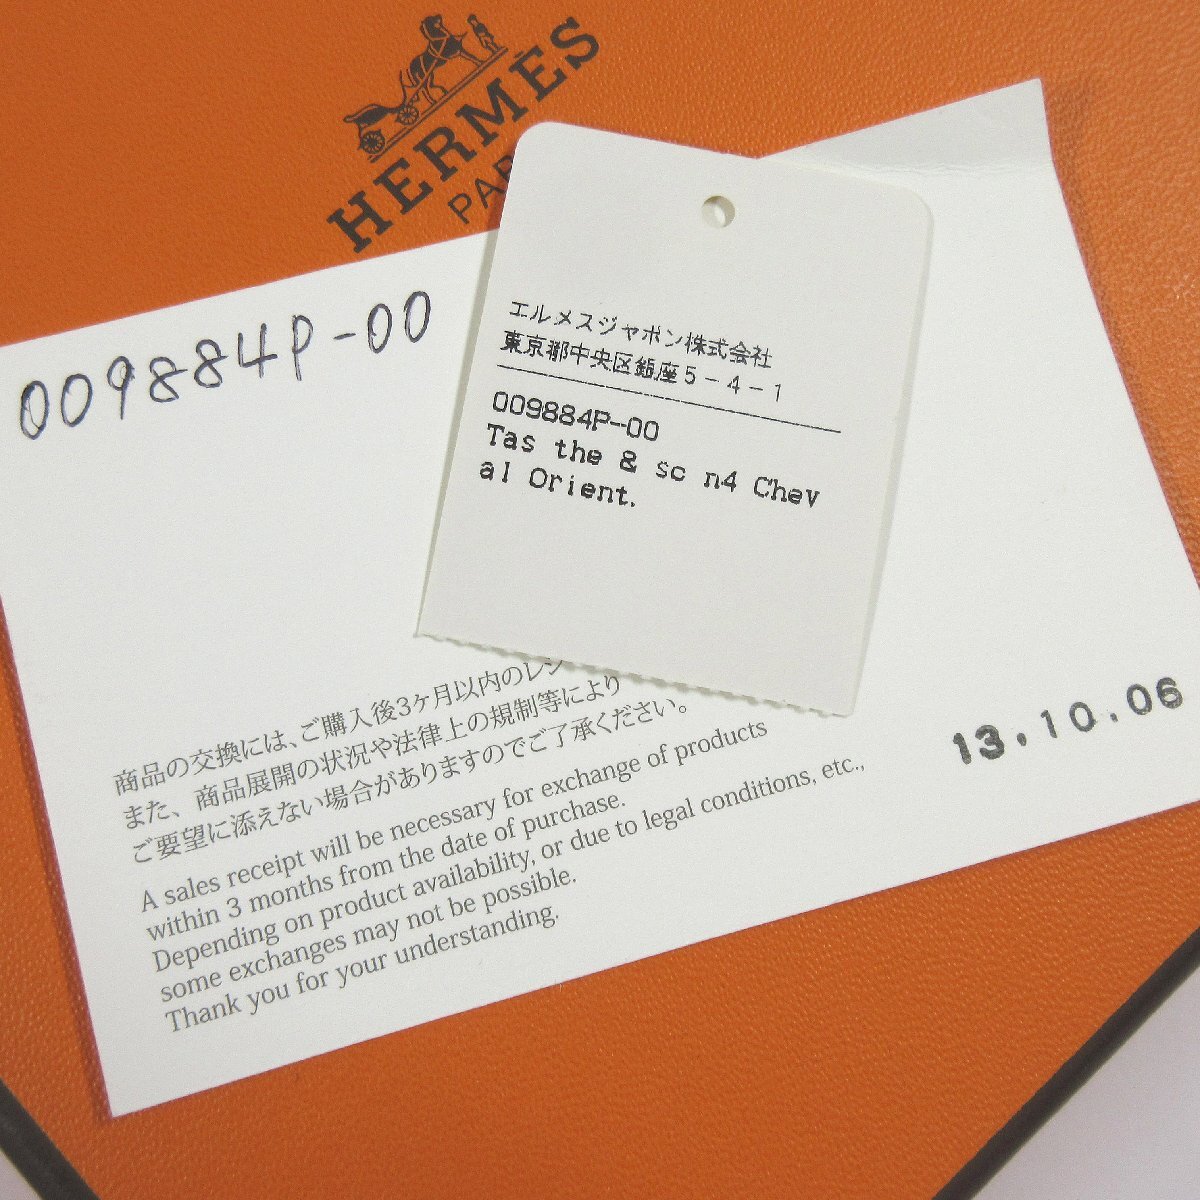 HERMÈS
009884P-00
エルメスジャポン株式会社
東京都中央区銀座5-4-1
009884P-00
Tas the & sc n4 Chev
al Orient.
商品の交換には、ご購入後3ヶ月以内のレシ
また、商品展開の状況や法律上の規制等により
ご要望に添えない場合がありますのでご了承ください。
A sales receipt will be necessary for exchange of products
within 3 months from the date of purchase.
Depending on product availability, or due to legal conditions, etc.,
some exchanges may not be possible.
Thank you for your understanding.
13.10.06